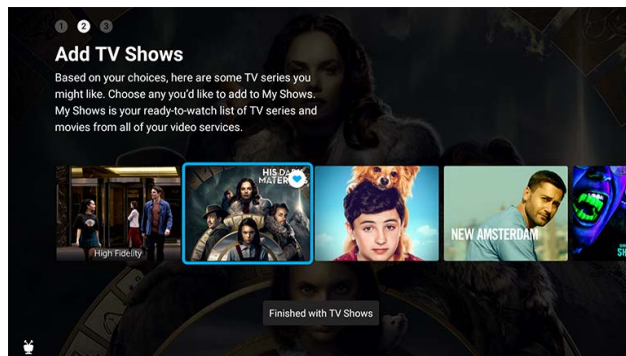 1 2 3
Add TV Shows
Based on your choices, here are some TV series you
might like. Choose any you'd like to add to My Shows.
My Shows is your ready-to-watch list of TV series and
movies from all of your video services.
High Fidelity
HIS
NEW AMSTERDAM
SH
Finished with TV Shows